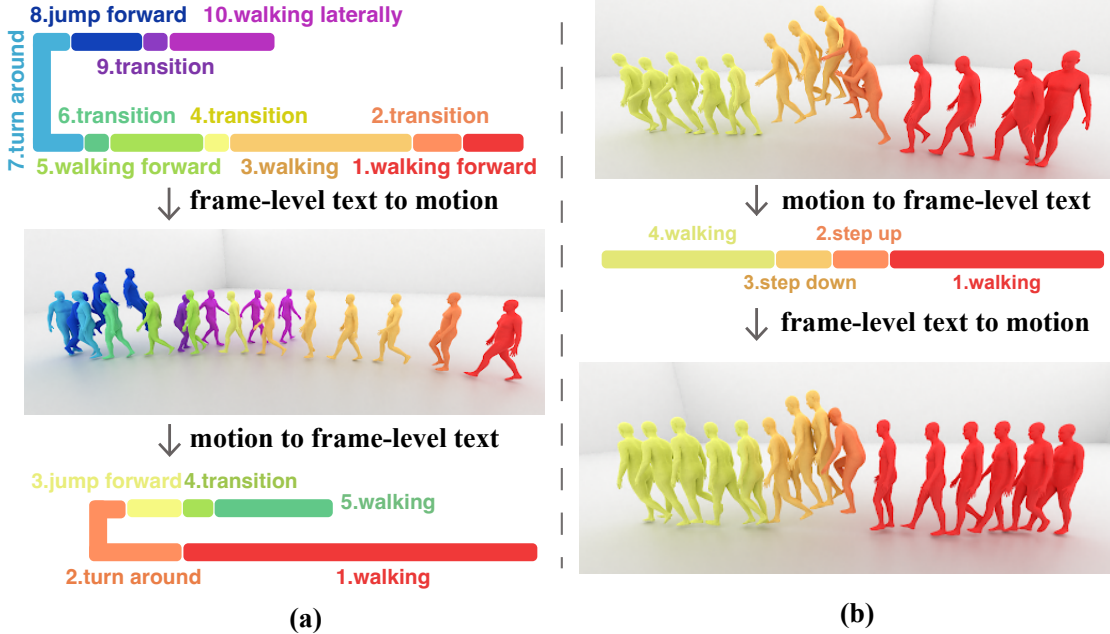 8.jump forward 10.walking laterally
9.transition
7.turn around
6.transition 4.transition 2.transition
5.walking forward 3.walking 1.walking forward
frame-level text to motion
motion to frame-level text
3.jump forward 4.transition
5.walking
2.turn around 1.walking
(a)
motion to frame-level text
4.walking 2.step up
3.step down 1.walking
frame-level text to motion
(b)